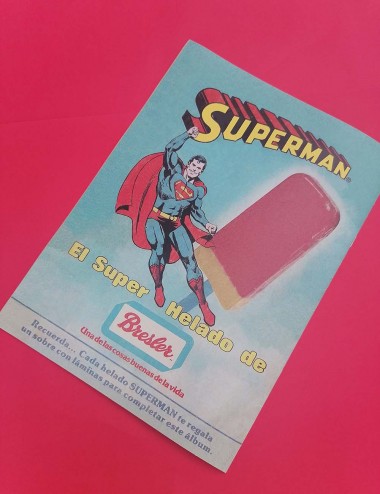 SUPERMAN®
El Super Helado de
Bresler
Una de las cosas buenas de la vida
Recuerda.... Cada helado SUPERMAN te regala
un sobre con láminas para completar este álbum.